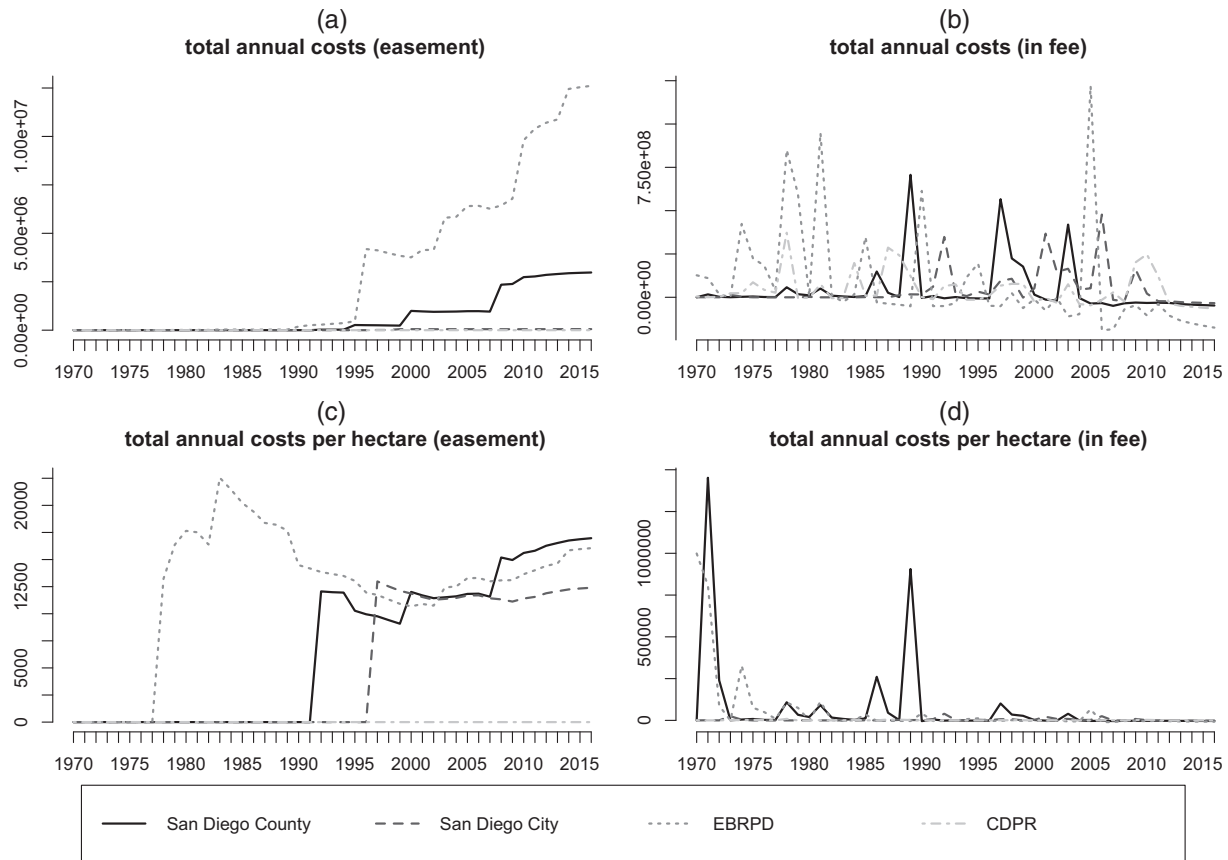 (a)
total annual costs (easement)
0.00e+00 5.00e+06 1.00e+07
1970 1975 1980 1985 1990 1995 2000 2005 2010 2015
(b)
total annual costs (in fee)
0.00e+00 7.50e+08
1970 1975 1980 1985 1990 1995 2000 2005 2010 2015
(c)
total annual costs per hectare (easement)
0 5000 12500 20000
1970 1975 1980 1985 1990 1995 2000 2005 2010 2015
(d)
total annual costs per hectare (in fee)
0 500000 1000000
1970 1975 1980 1985 1990 1995 2000 2005 2010 2015
San Diego County San Diego City EBRPD CDPR